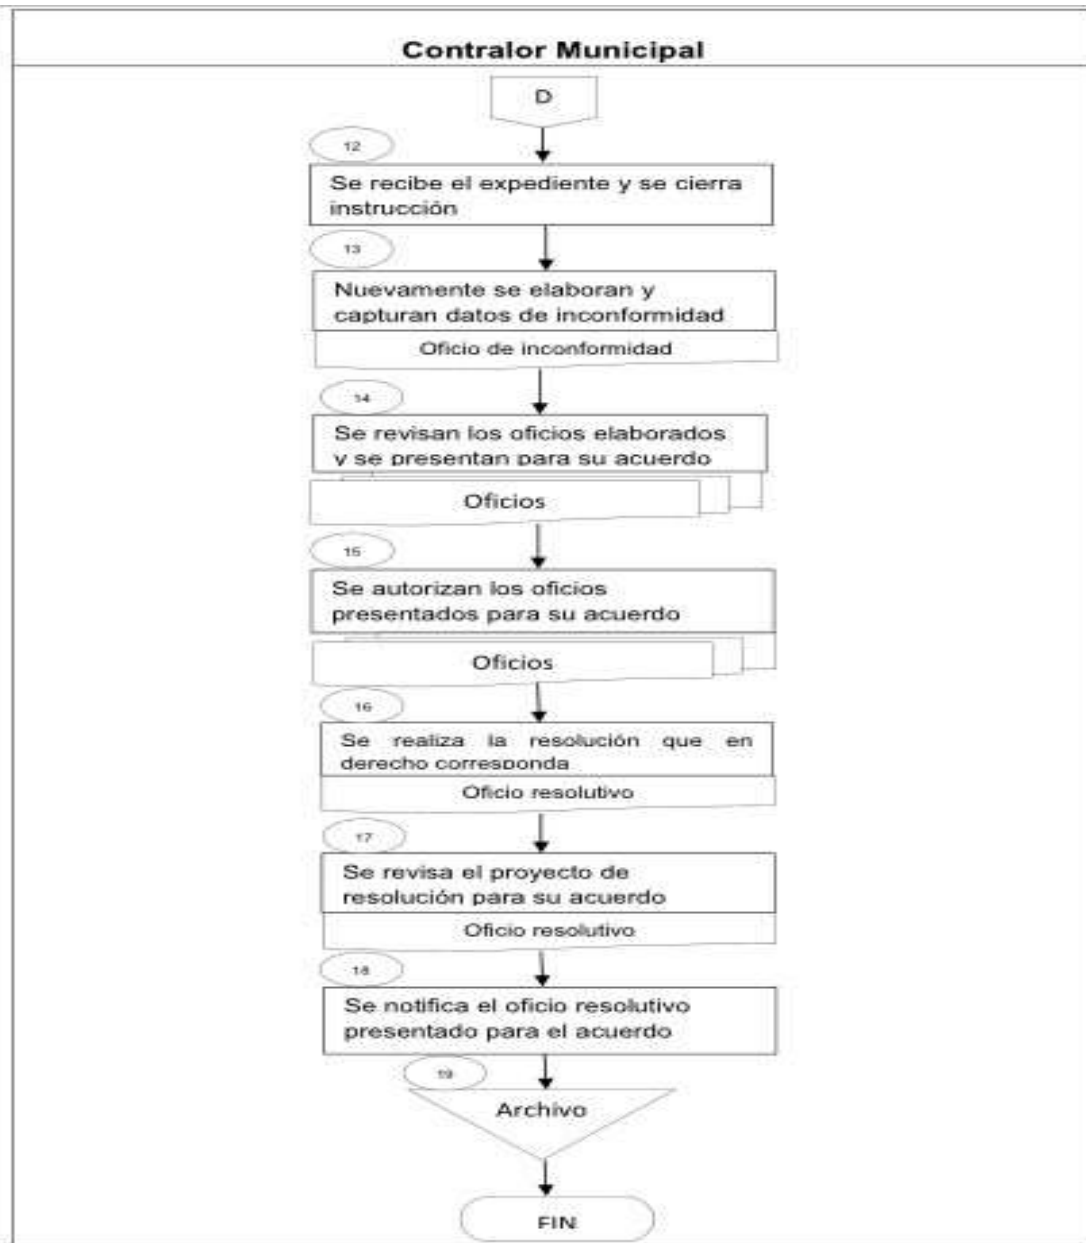 Contralor Municipal
D
12
Se recibe el expediente y se cierra
instrucción
13
Nuevamente se elaboran y
capturan datos de inconformidad
Oficio de inconformidad
14
Se revisan los oficios elaborados
y se presentan para su acuerdo
Oficios
15
Se autorizan los oficios
presentados para su acuerdo
Oficios
16
Se realiza la resolución que en
derecho corresponda
Oficio resolutivo
17
Se revisa el proyecto de
resolución para su acuerdo
Oficio resolutivo
18
Se notifica el oficio resolutivo
presentado para el acuerdo
19
Archivo
FIN